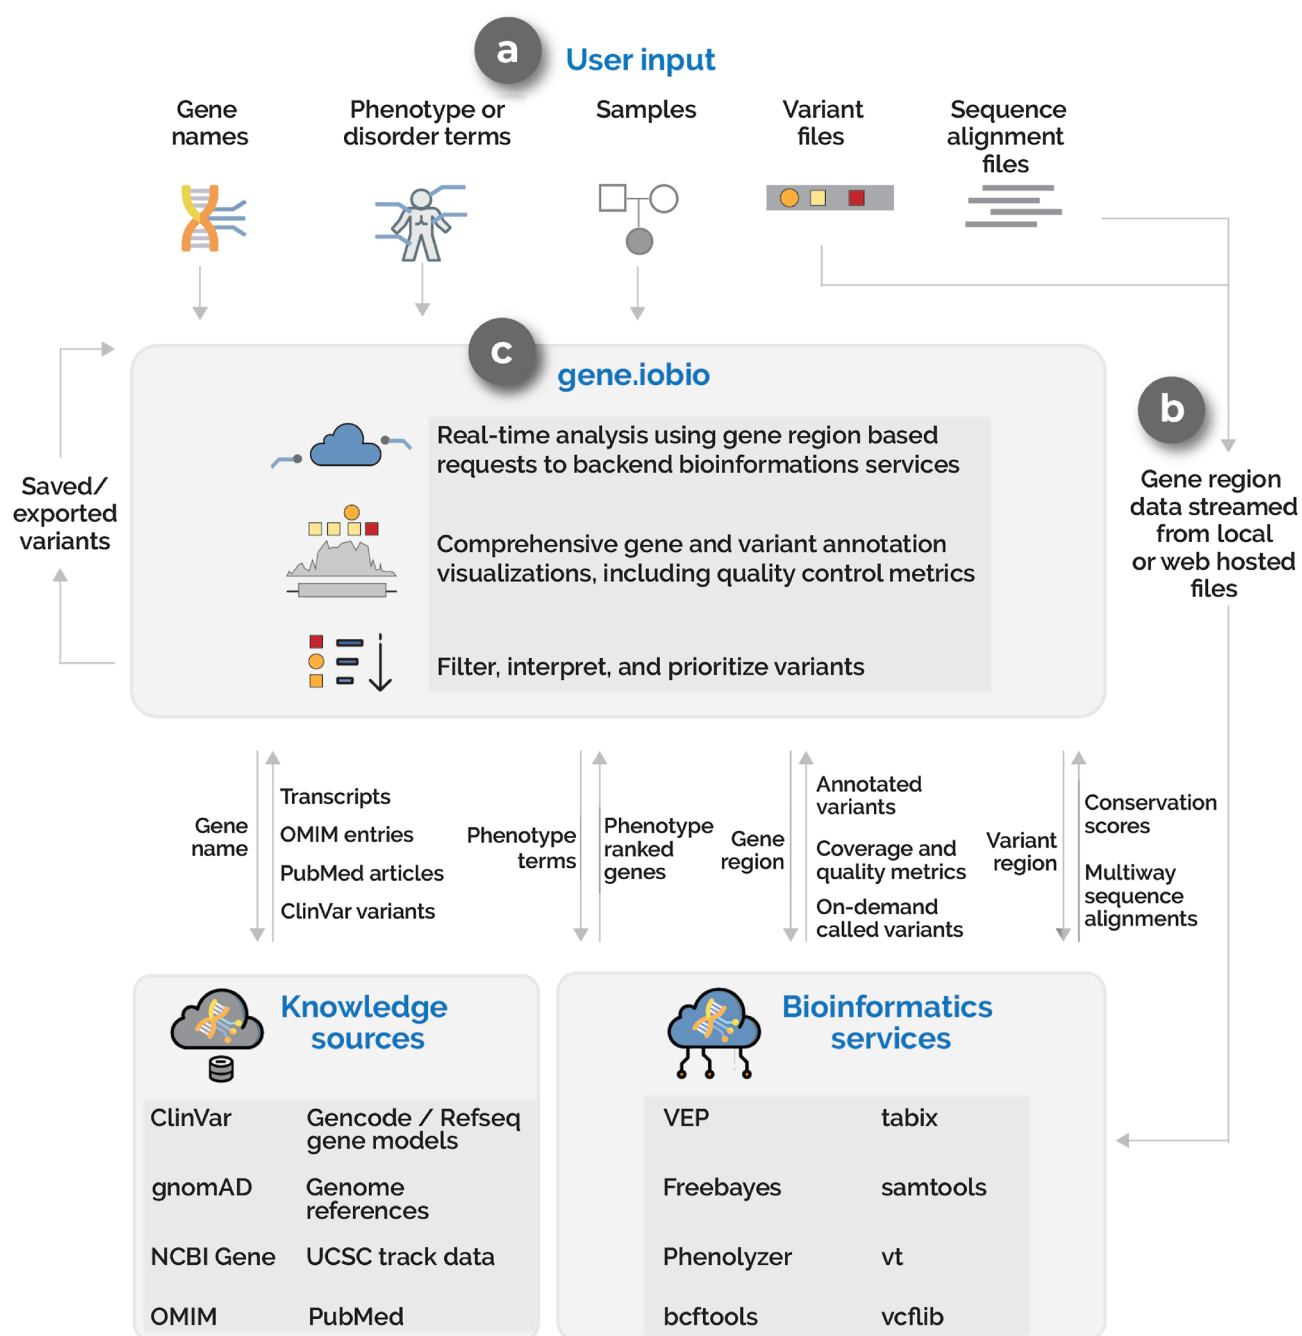 a
User input
Gene
names
Phenotype or
disorder terms
Samples
Variant
files
Sequence
alignment
files
c
gene.iobio
Real-time analysis using gene region based
requests to backend bioinformations services
Comprehensive gene and variant annotation
visualizations, including quality control metrics
Filter, interpret, and prioritize variants
Saved/
exported
variants
b
Gene region
data streamed
from local
or web hosted
files
Gene
name
Transcripts
OMIM entries
PubMed articles
ClinVar variants
Phenotype
terms
Phenotype
ranked
genes
Gene
region
Annotated
variants
Coverage and
quality metrics
On-demand
called variants
Variant
region
Conservation
scores
Multiway
sequence
alignments
Knowledge
sources
ClinVar
Gencode / Refseq
gene models
gnomAD
Genome
references
NCBI Gene
UCSC track data
OMIM
PubMed
Bioinformatics
services
VEP
tabix
Freebayes
samtools
Phenolyzer
vt
bcftools
vcflib